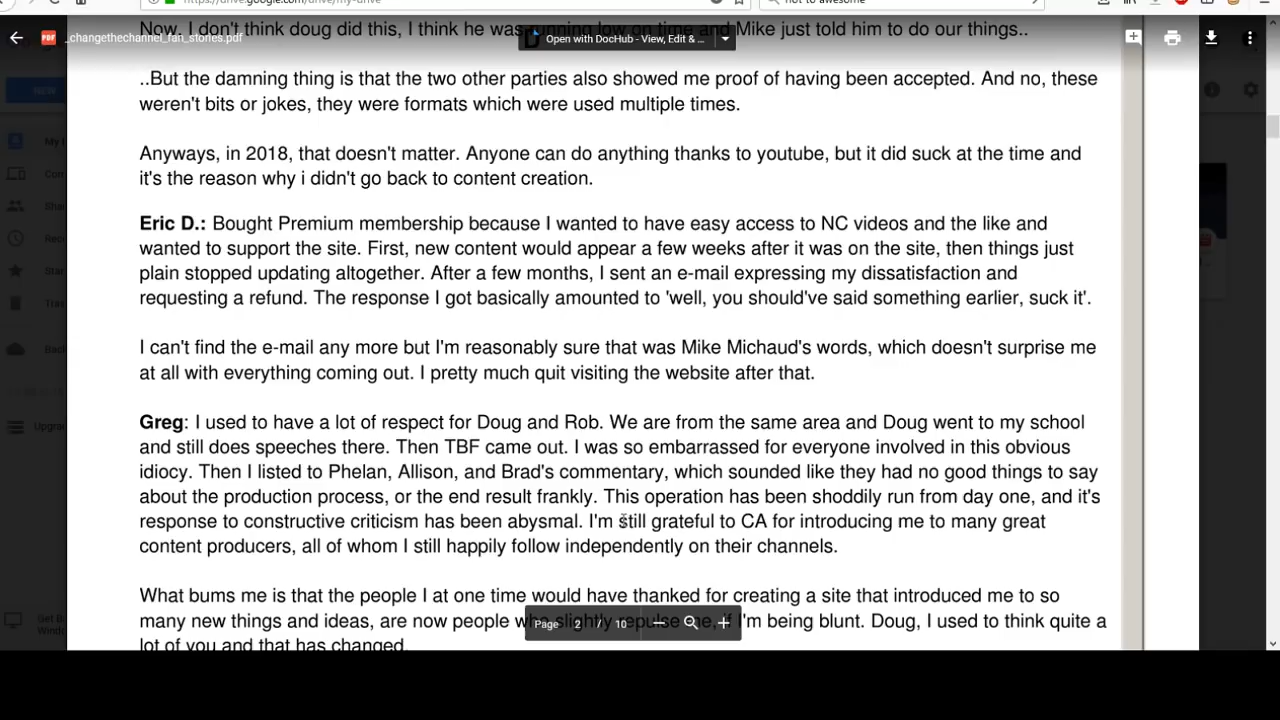 https://drive.google.com/drive/my-drive
hot to awesome
Now, I don't think doug did this, I think he was running low on time and Mike just told him to do our things..
_changethechannel_fan_stories.pdf
Open with DocHub - View, Edit & ...
..But the damning thing is that the two other parties also showed me proof of having been accepted. And no, these
weren't bits or jokes, they were formats which were used multiple times.
NEW
Anyways, in 2018, that doesn't matter. Anyone can do anything thanks to youtube, but it did suck at the time and
it's the reason why i didn't go back to content creation.
Eric D.: Bought Premium membership because I wanted to have easy access to NC videos and the like and
wanted to support the site. First, new content would appear a few weeks after it was on the site, then things just
plain stopped updating altogether. After a few months, I sent an e-mail expressing my dissatisfaction and
requesting a refund. The response I got basically amounted to 'well, you should've said something earlier, suck it'.
I can't find the e-mail any more but I'm reasonably sure that was Mike Michaud's words, which doesn't surprise me
at all with everything coming out. I pretty much quit visiting the website after that.
Greg: I used to have a lot of respect for Doug and Rob. We are from the same area and Doug went to my school
and still does speeches there. Then TBF came out. I was so embarrassed for everyone involved in this obvious
idiocy. Then I listed to Phelan, Allison, and Brad's commentary, which sounded like they had no good things to say
about the production process, or the end result frankly. This operation has been shoddily run from day one, and it's
response to constructive criticism has been abysmal. I'm still grateful to CA for introducing me to many great
content producers, all of whom I still happily follow independently on their channels.
What bums me is that the people I at one time would have thanked for creating a site that introduced me to so
many new things and ideas, are now people who slightly repulse me, if I'm being blunt. Doug, I used to think quite a
lot of you and that has changed.
Page 2 / 10